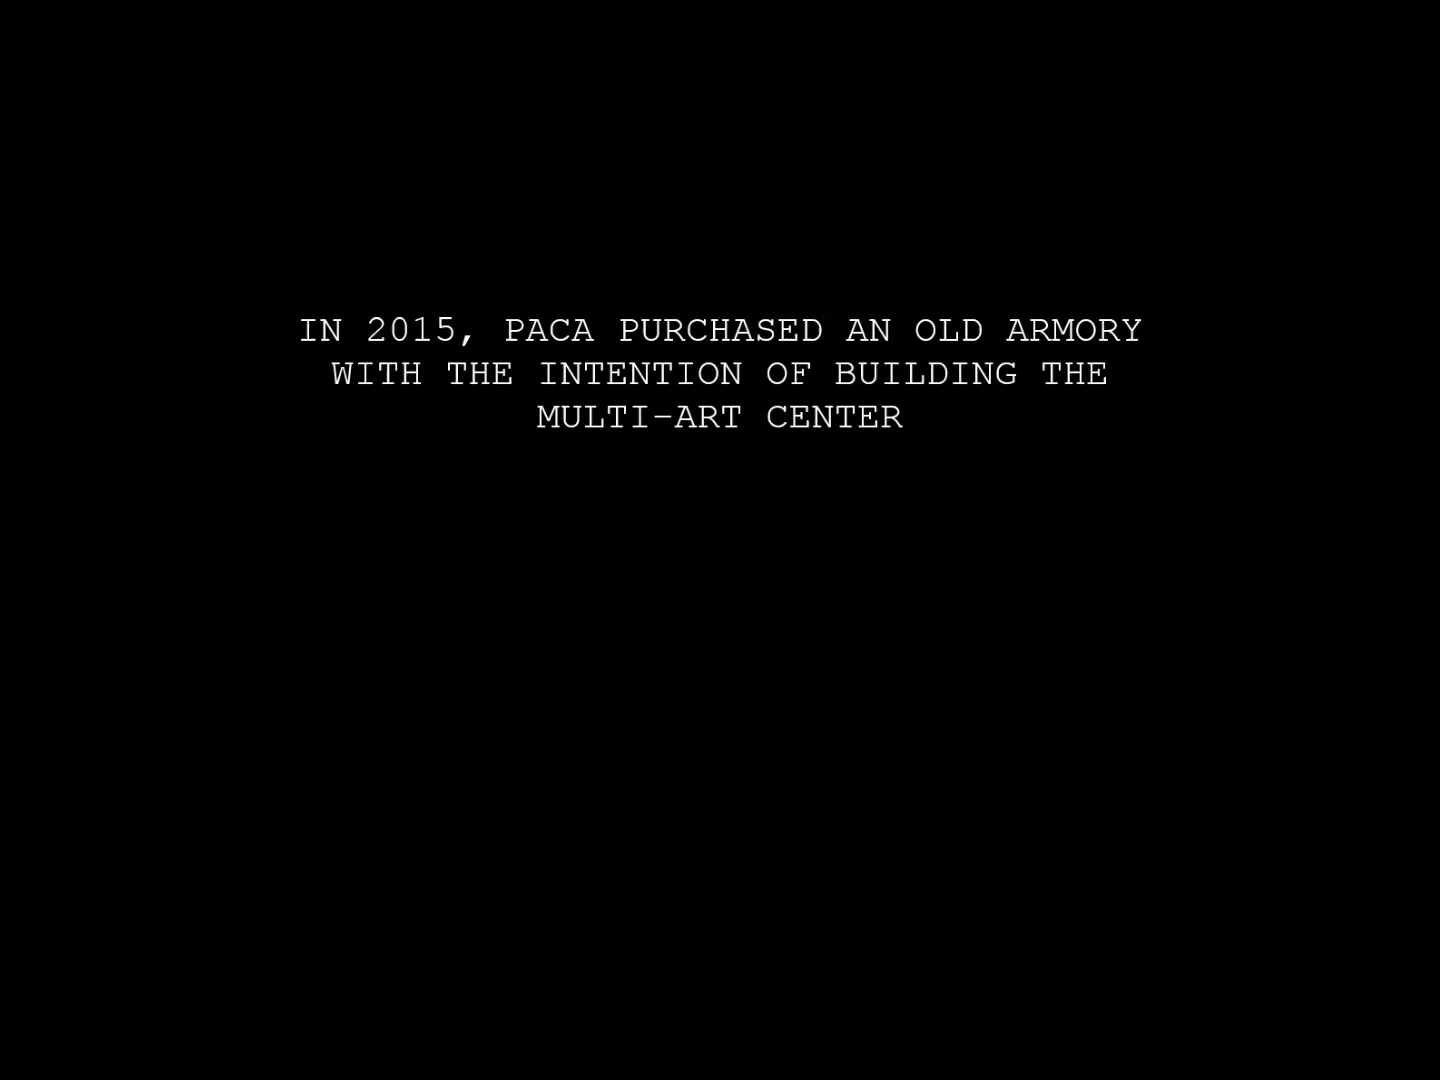 IN 2015, PACA PURCHASED AN OLD ARMORY
WITH THE INTENTION OF BUILDING THE
MULTI-ART CENTER